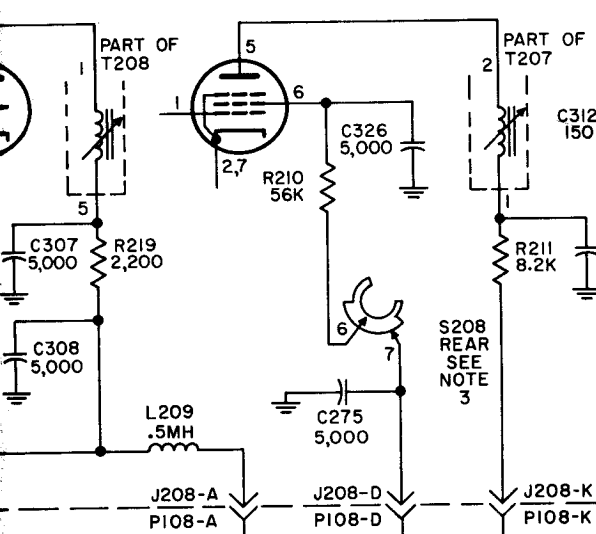 PART OF
T208
1
5
PART OF
T207
2
1
6
2,7
C326
5,000
C312
150
R210
56K
5
C307
5,000
R219
2,200
R211
8.2K
1
6
7
S208
REAR
SEE
NOTE
3
C308
5,000
L209
.5MH
C275
5,000
J208-A
J208-D
J208-K
P108-A
P108-D
P108-K